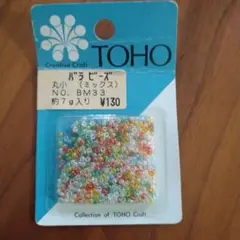 Creative Craft
TOHO
バラ ビーズ
丸小 (ミックス)
NO. BM33
約7g入り ¥130
Collection of TOHO Craft